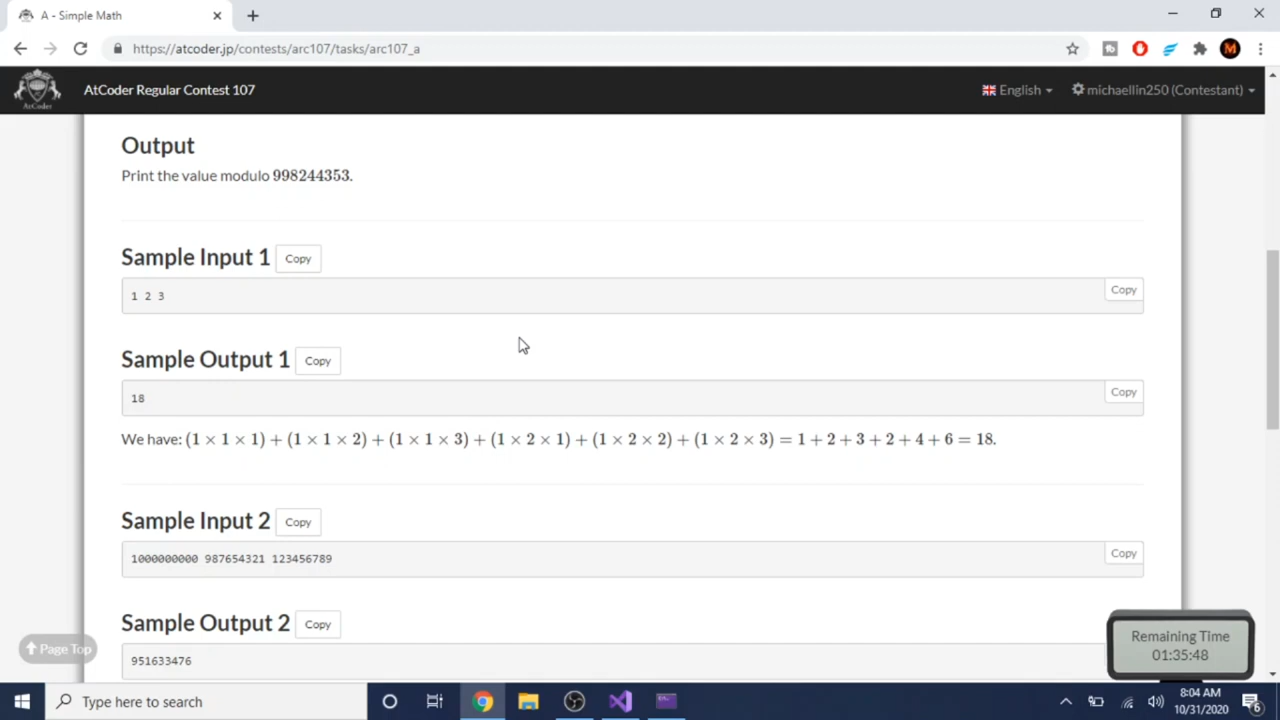 A - Simple Math
https://atcoder.jp/contests/arc107/tasks/arc107_a
M
AtCoder
AtCoder Regular Contest 107
English
michaellin250 (Contestant)
Output
Print the value modulo 998244353.
Sample Input 1 Copy
Copy
1 2 3
Sample Output 1 Copy
Copy
18
We have: (1 × 1 × 1) + (1 × 1 × 2) + (1 × 1 × 3) + (1 × 2 × 1) + (1 × 2 × 2) + (1 × 2 × 3) = 1 + 2 + 3 + 2 + 4 + 6 = 18.
Sample Input 2 Copy
Copy
1000000000 987654321 123456789
Sample Output 2 Copy
951633476
Page Top
Remaining Time
01:35:48
Type here to search
8:04 AM
10/31/2020
6